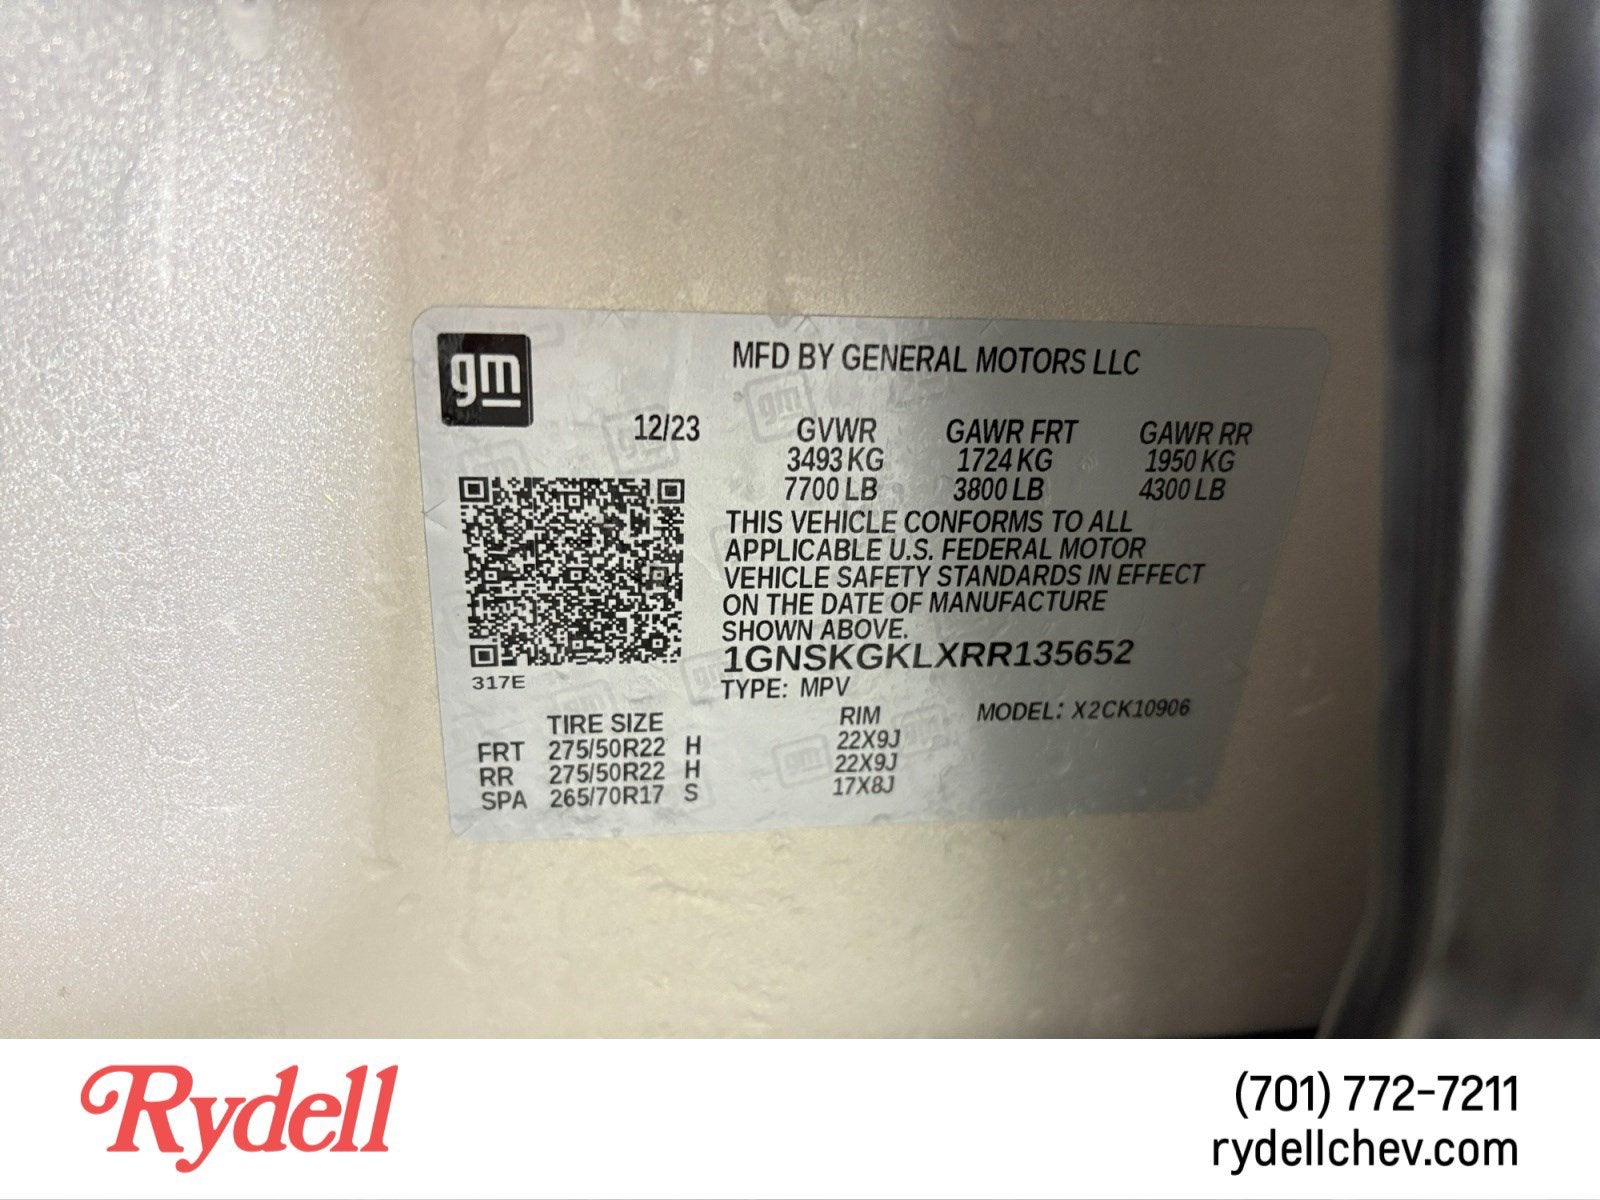 gm
MFD BY GENERAL MOTORS LLC
12/23 GVWR GAWR FRT GAWR RR
3493 KG 1724 KG 1950 KG
7700 LB 3800 LB 4300 LB
THIS VEHICLE CONFORMS TO ALL
APPLICABLE U.S. FEDERAL MOTOR
VEHICLE SAFETY STANDARDS IN EFFECT
ON THE DATE OF MANUFACTURE
SHOWN ABOVE.
1GNSKGKLXRR135652
317E
TYPE: MPV MODEL: X2CK10906
TIRE SIZE RIM
FRT 275/50R22 H 22X9J
RR 275/50R22 H 22X9J
SPA 265/70R17 S 17X8J
Rydell
(701) 772-7211
rydellchev.com